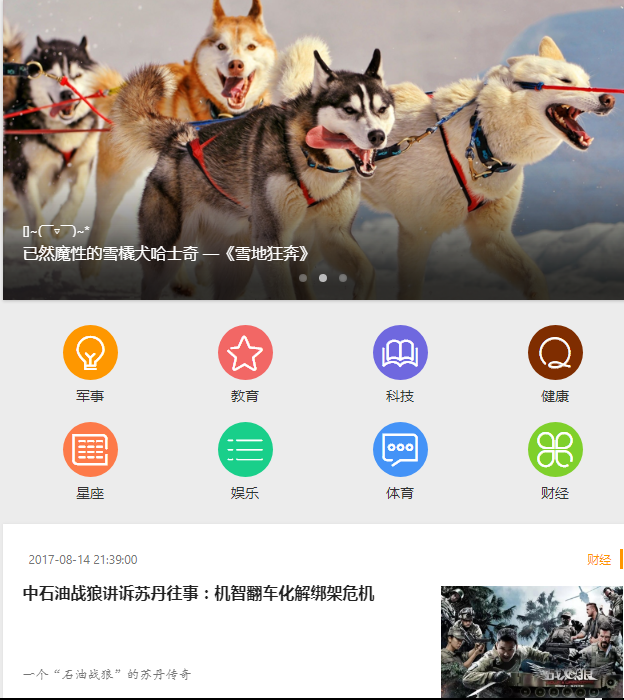 []~(￣▽￣)~*
已然魔性的雪橇犬哈士奇 —《雪地狂奔》
军事
教育
科技
健康
星座
娱乐
体育
财经
2017-08-14 21:39:00
财经
中石油战狼讲诉苏丹往事：机智翻车化解绑架危机
一个“石油战狼”的苏丹传奇
战狼